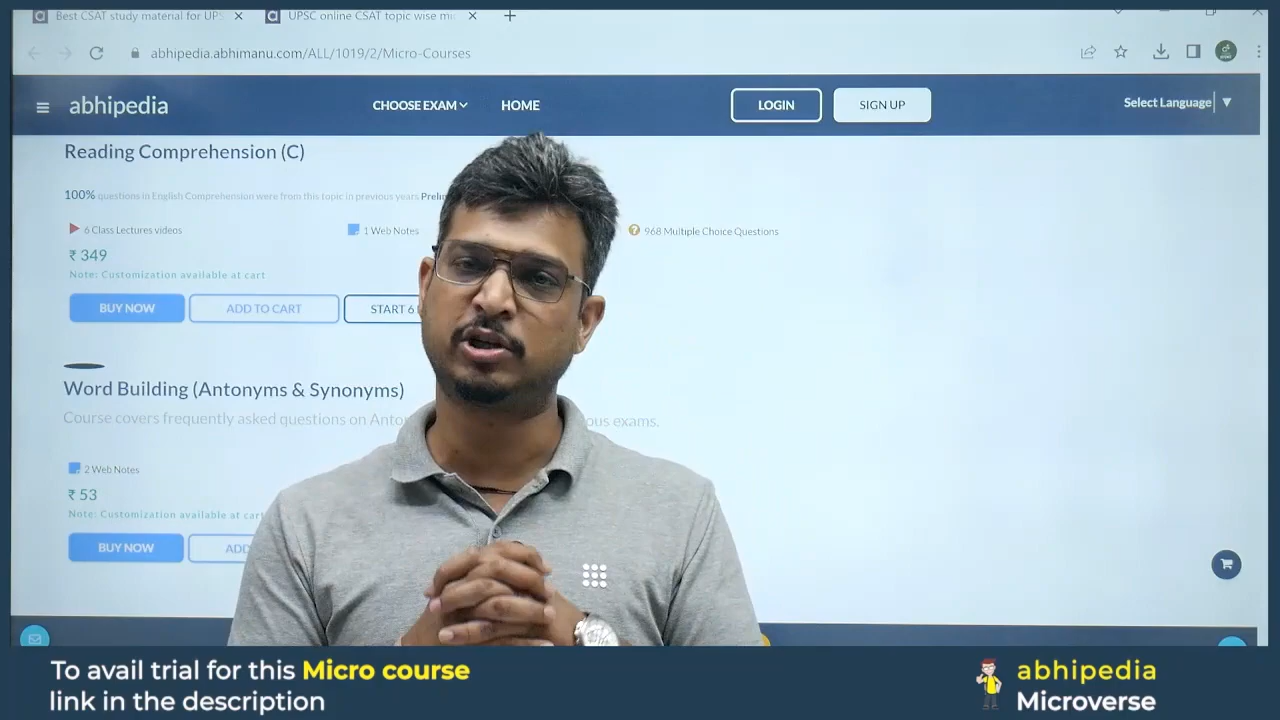 Best CSAT study material for UPS
UPSC online CSAT topic wise mi
abhipedia.abhimanu.com/ALL/1019/2/Micro-Courses
abhipedia
CHOOSE EXAM
HOME
LOGIN
SIGN UP
Select Language
Reading Comprehension (C)
100% questions in English Comprehension were from this topic in previous years Prelim
6 Class Lectures videos
1 Web Notes
968 Multiple Choice Questions
₹ 349
Note: Customization available at cart
BUY NOW
ADD TO CART
START 6
Word Building (Antonyms & Synonyms)
Course covers frequently asked questions on Anto
ous exams.
2 Web Notes
₹ 53
Note: Customization available at cart
BUY NOW
ADD
To avail trial for this Micro course
link in the description
abhipedia
Microverse